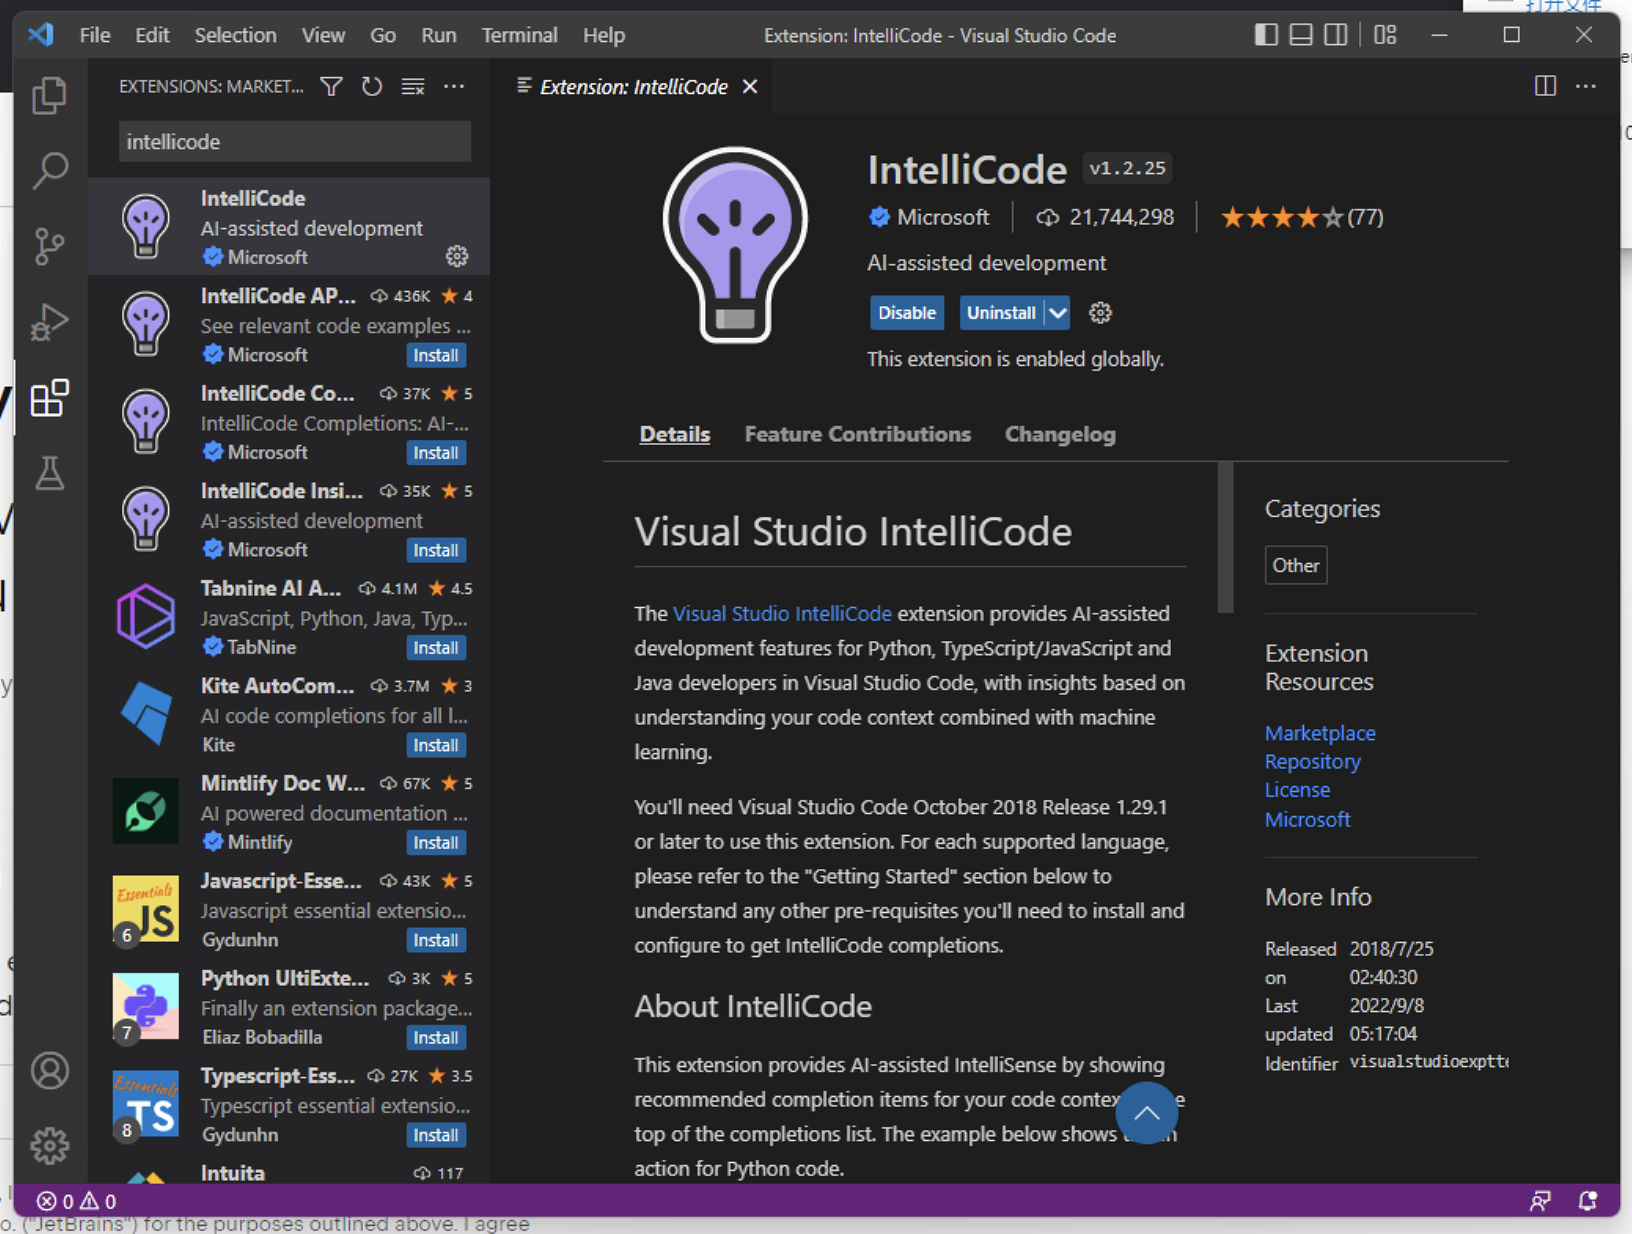 打开文件
File Edit Selection View Go Run Terminal Help
Extension: IntelliCode - Visual Studio Code
EXTENSIONS: MARKET...
intellicode
IntelliCode
AI-assisted development
Microsoft
IntelliCode AP... 436K 4
See relevant code examples ...
Microsoft Install
IntelliCode Co... 37K 5
IntelliCode Completions: AI-...
Microsoft Install
IntelliCode Insi... 35K 5
AI-assisted development
Microsoft Install
Tabnine AI A... 4.1M 4.5
JavaScript, Python, Java, Typ...
TabNine Install
Kite AutoCom... 3.7M 3
AI code completions for all l...
Kite Install
Mintlify Doc W... 67K 5
AI powered documentation ...
Mintlify Install
Essentials JS 6
Javascript-Esse... 43K 5
Javascript essential extensio...
Gydunhn Install
7
Python UltiExte... 3K 5
Finally an extension package...
Eliaz Bobadilla Install
Essentials TS 8
Typescript-Ess... 27K 3.5
Typescript essential extensio...
Gydunhn Install
Intuita 117
Extension: IntelliCode
IntelliCode v1.2.25
Microsoft 21,744,298 (77)
AI-assisted development
Disable Uninstall
This extension is enabled globally.
Details Feature Contributions Changelog
Visual Studio IntelliCode
The Visual Studio IntelliCode extension provides AI-assisted
development features for Python, TypeScript/JavaScript and
Java developers in Visual Studio Code, with insights based on
understanding your code context combined with machine
learning.
You'll need Visual Studio Code October 2018 Release 1.29.1
or later to use this extension. For each supported language,
please refer to the "Getting Started" section below to
understand any other pre-requisites you'll need to install and
configure to get IntelliCode completions.
About IntelliCode
This extension provides AI-assisted IntelliSense by showing
recommended completion items for your code contex e
top of the completions list. The example below shows n
action for Python code.
Categories
Other
Extension
Resources
Marketplace
Repository
License
Microsoft
More Info
Released 2018/7/25
on 02:40:30
Last 2022/9/8
updated 05:17:04
Identifier visualstudioexptte
0 0
o. ("JetBrains") for the purposes outlined above. I agree